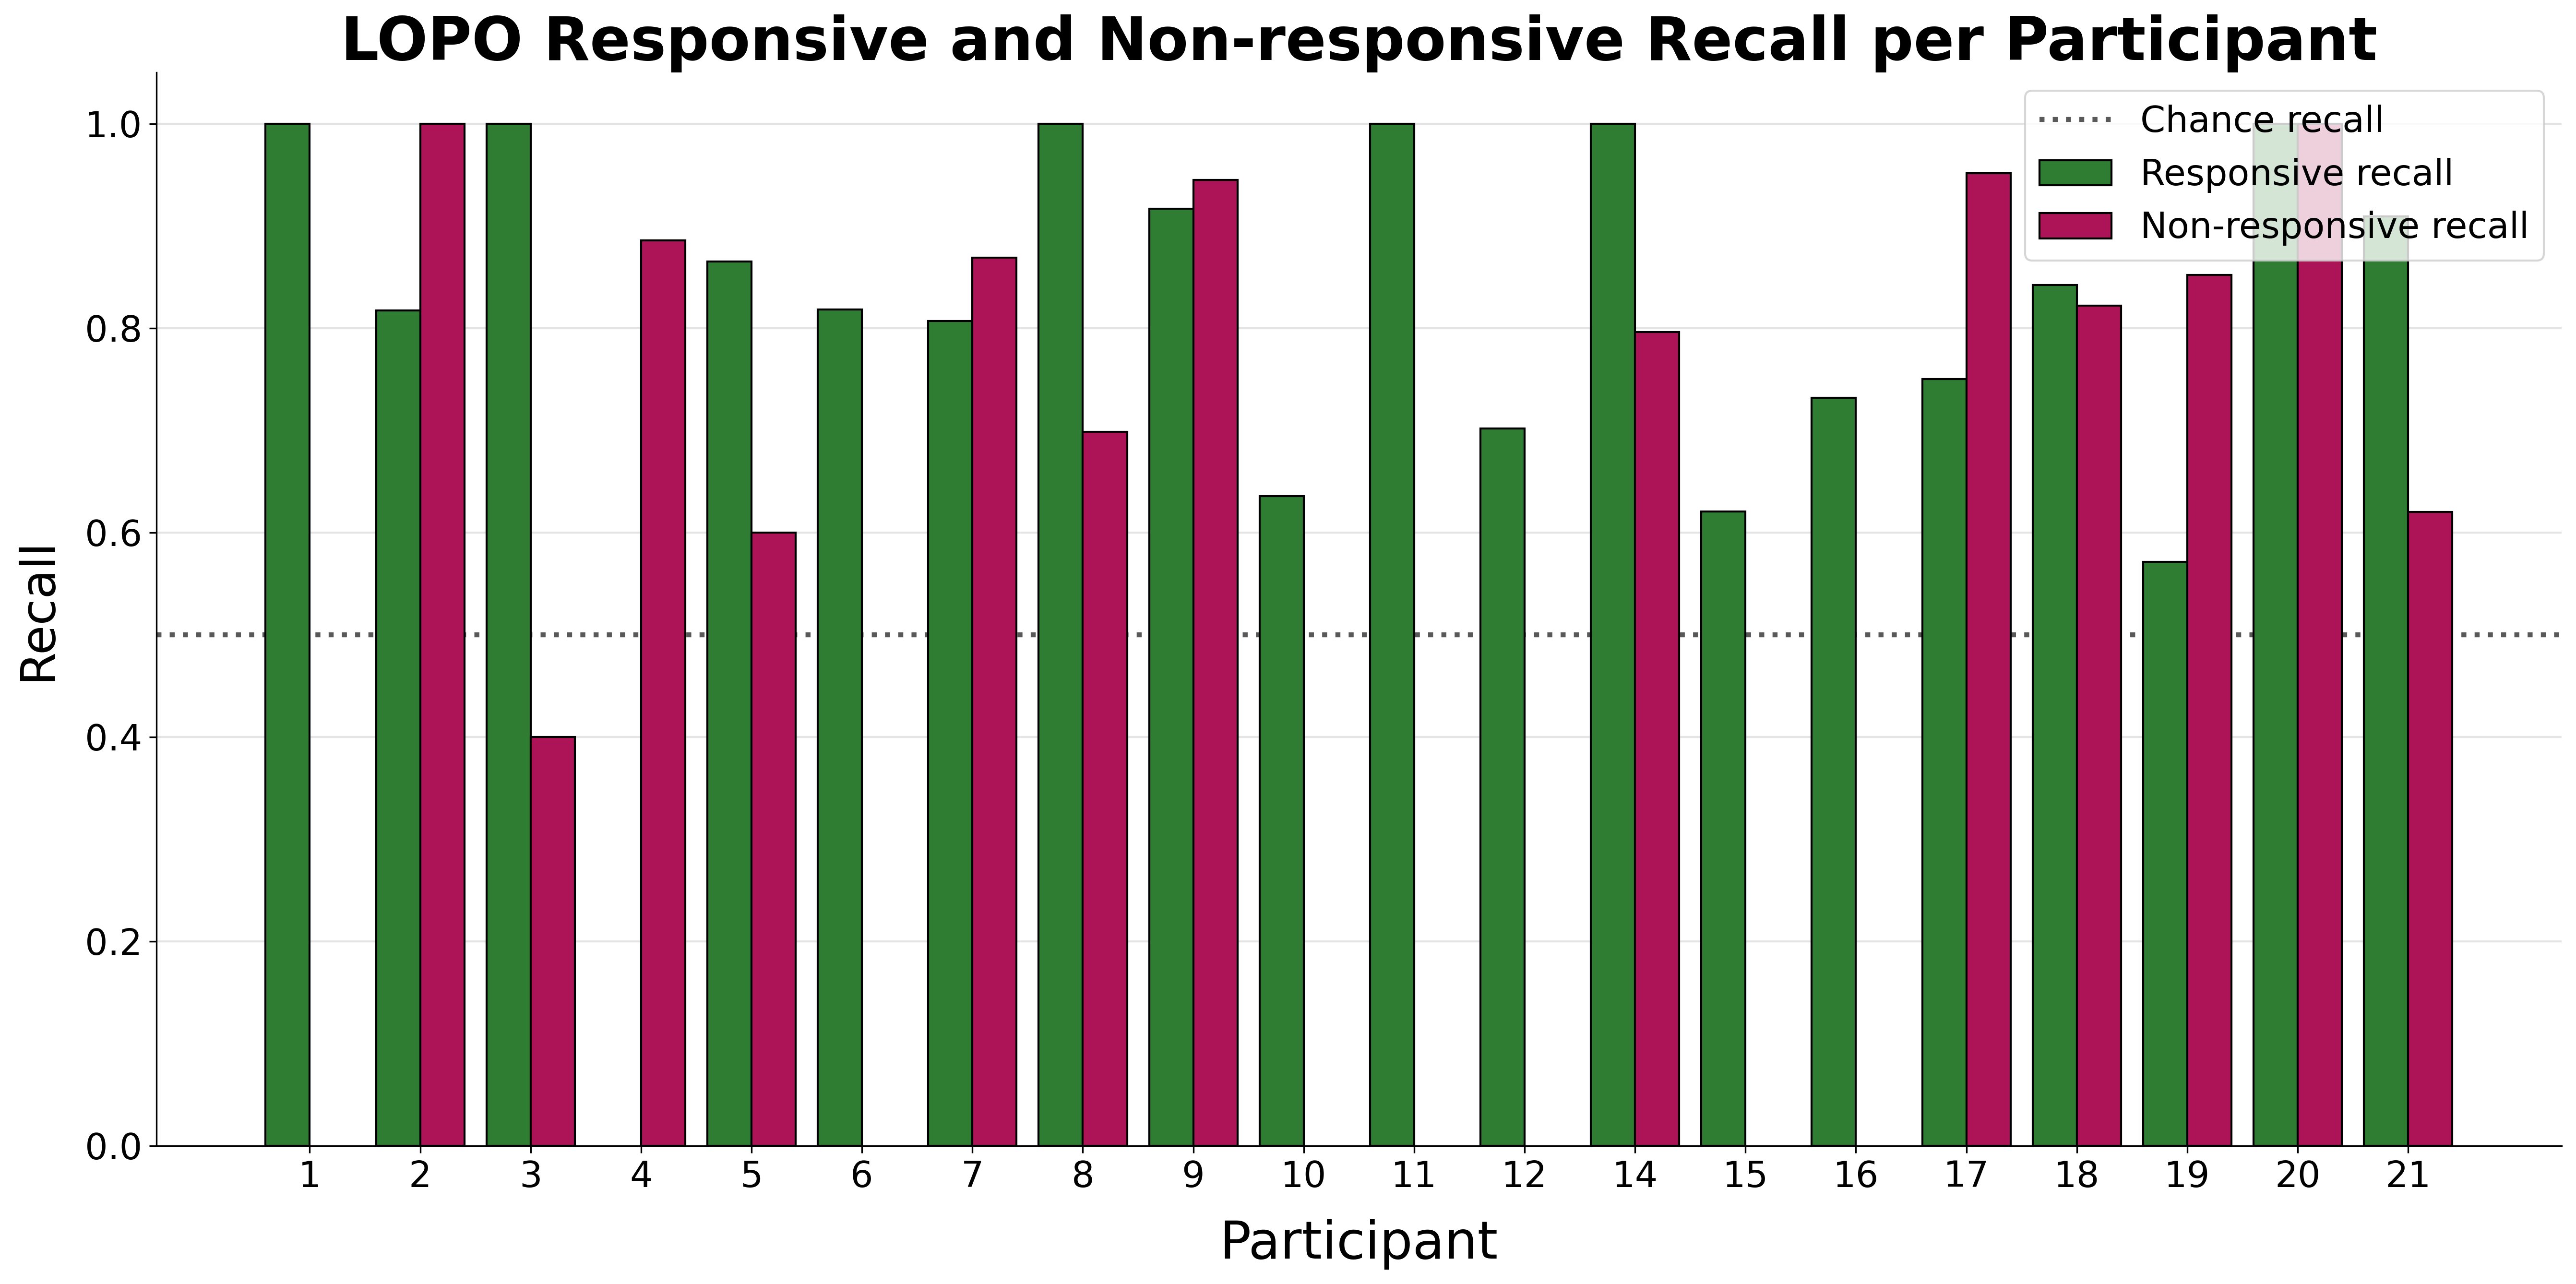 LOPO Responsive and Non-responsive Recall per Participant
Chance recall
Responsive recall
Non-responsive recall
Recall
1.0
0.8
0.6
0.4
0.2
0.0
1 2 3 4 5 6 7 8 9 10 11 12 14 15 16 17 18 19 20 21
Participant